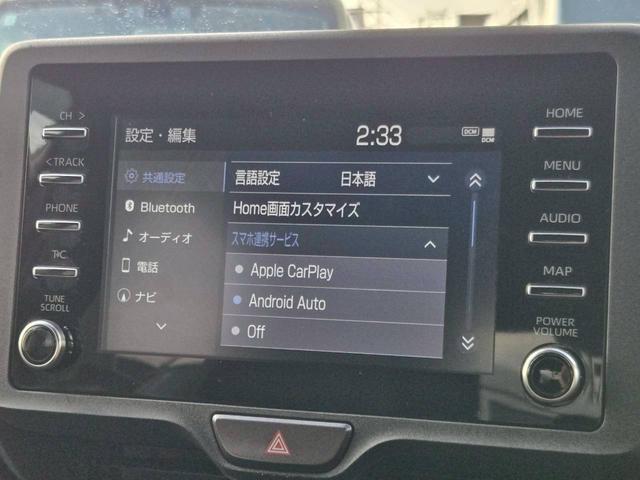 CH >
<TRACK
PHONE
T·C
TUNE
SCROLL
設定・編集
2:33
DCM
DCM
共通設定
Bluetooth
オーディオ
電話
ナビ
言語設定 日本語
Home画面カスタマイズ
スマホ連携サービス
Apple CarPlay
Android Auto
Off
HOME
MENU
AUDIO
MAP
POWER
VOLUME